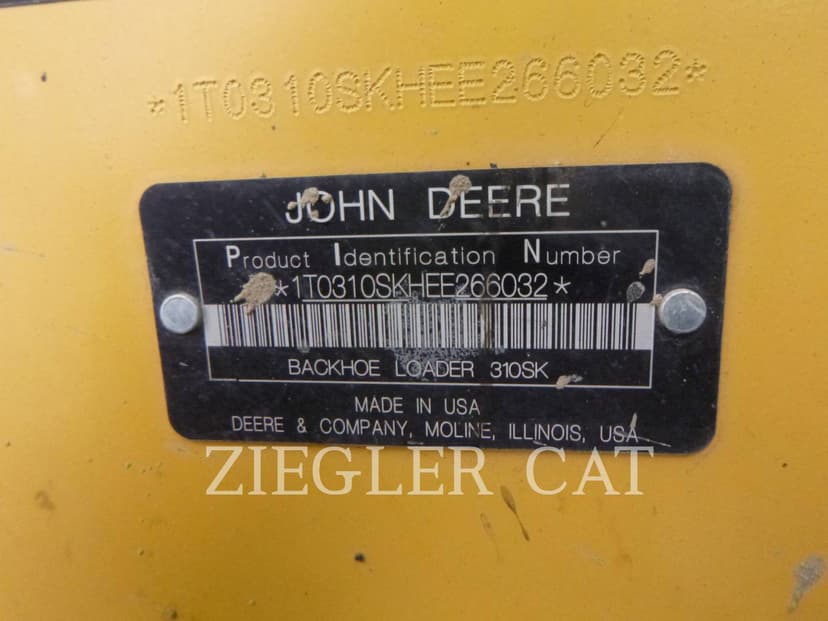 *1T0310SKHEE266032*
JOHN DEERE
Product Identification Number
*1T0310SKHEE266032*
BACKHOE LOADER 310SK
MADE IN USA
DEERE & COMPANY, MOLINE, ILLINOIS, USA
ZIEGLER CAT